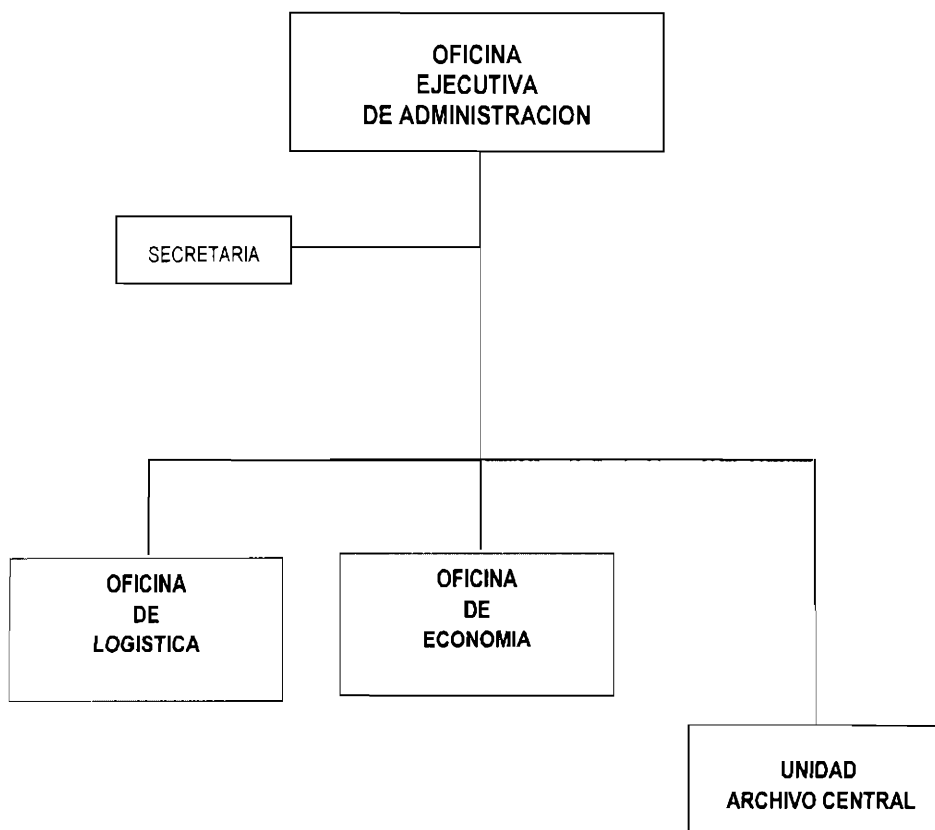 OFICINA
EJECUTIVA
DE ADMINISTRACION
SECRETARIA
OFICINA
DE
LOGISTICA
OFICINA
DE
ECONOMIA
UNIDAD
ARCHIVO CENTRAL